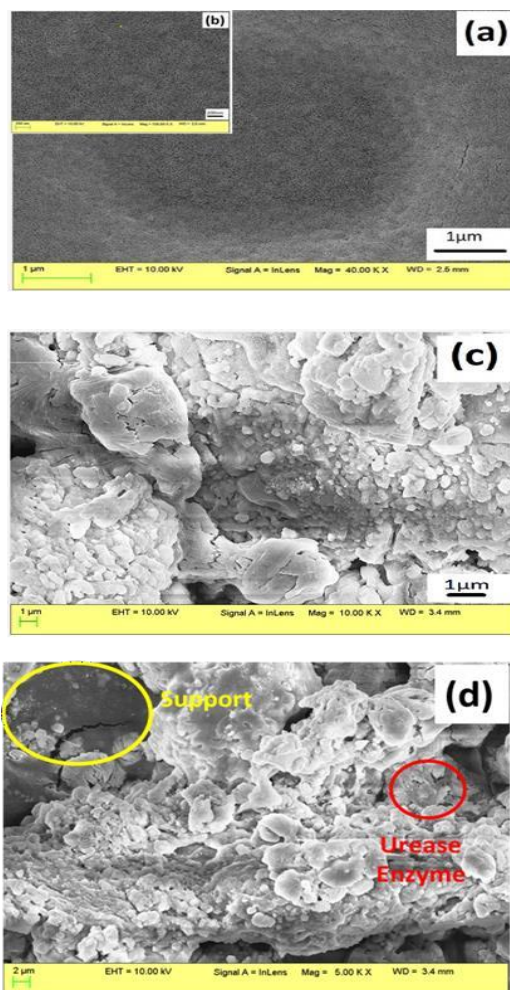 (b)
(a)
1µm
1 µm EHT = 10.00 kV Signal A = InLens Mag = 40.00 K X WD = 2.5 mm
(c)
1µm
1 µm EHT = 10.00 kV Signal A = InLens Mag = 10.00 K X WD = 3.4 mm
(d)
Support
Urease
Enzyme
2 µm EHT = 10.00 kV Signal A = InLens Mag = 5.00 K X WD = 3.4 mm